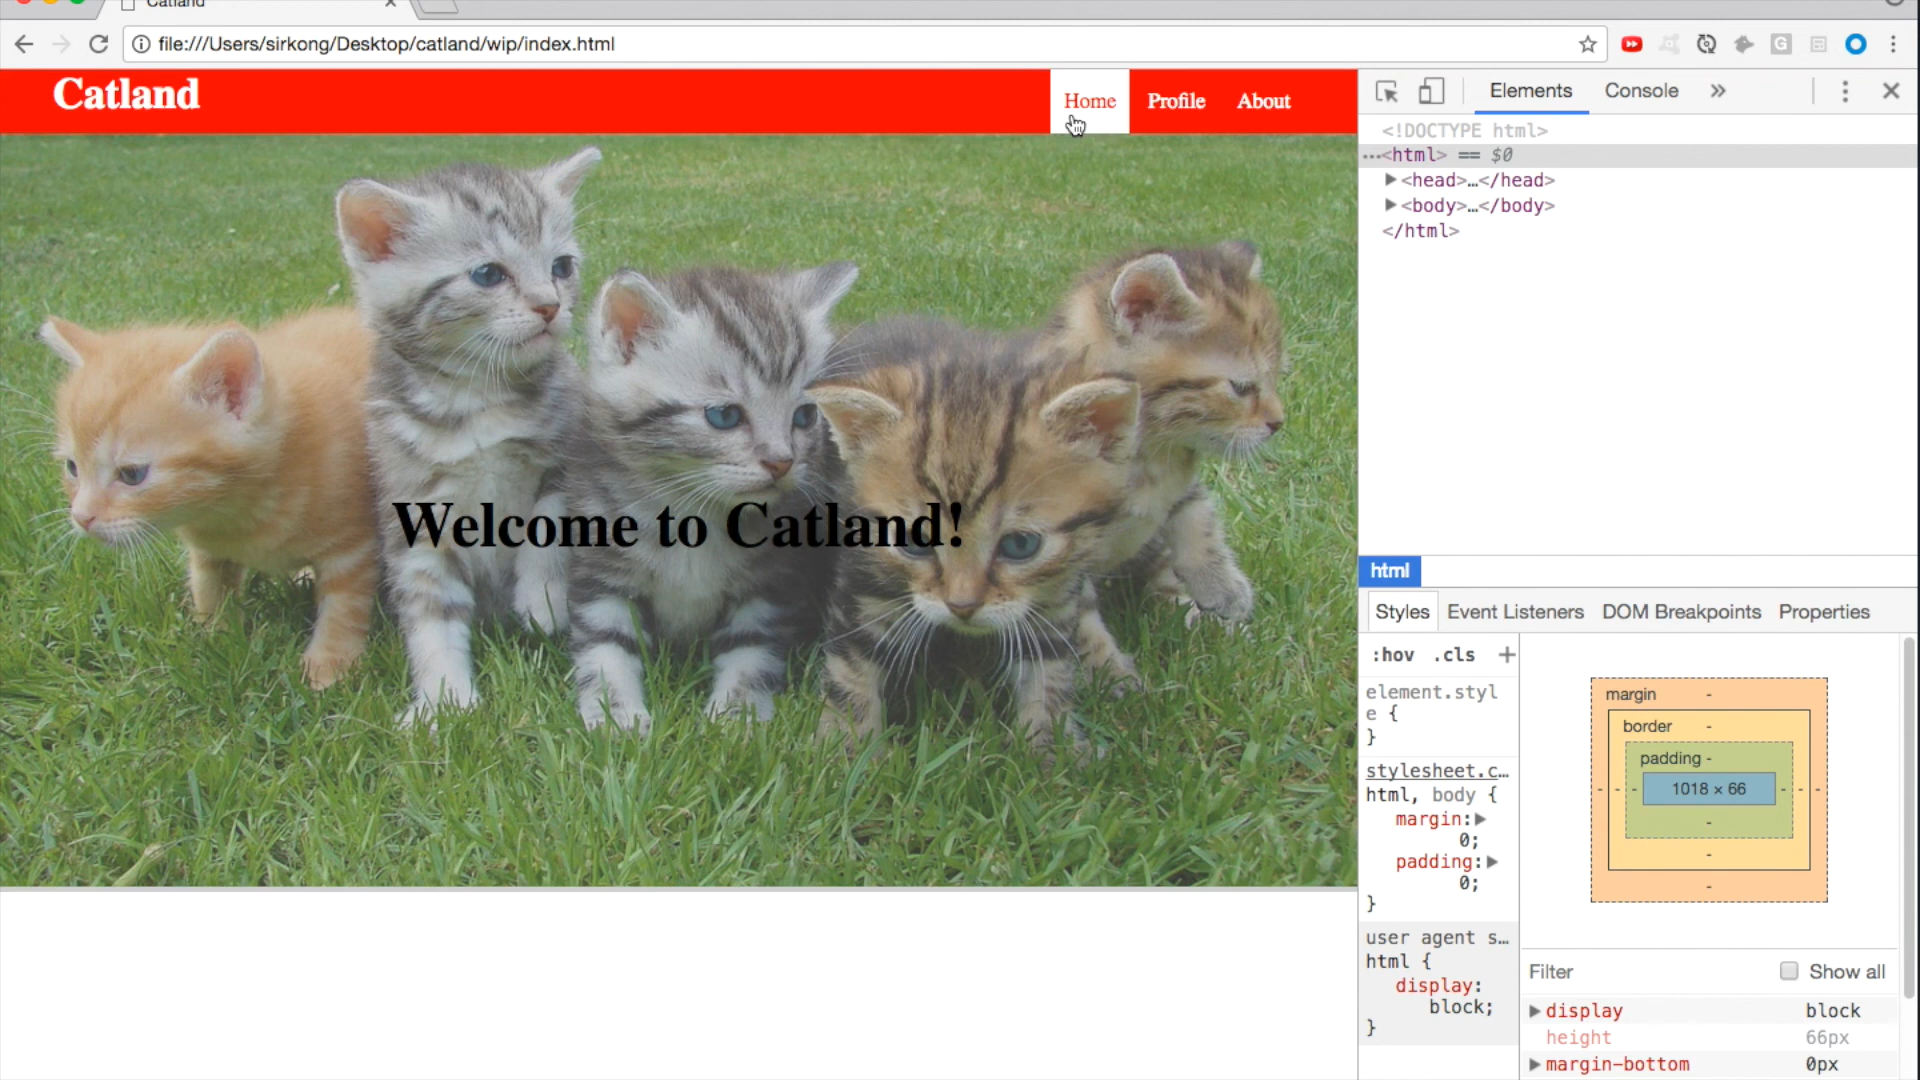 Catland
file:///Users/sirkong/Desktop/catland/wip/index.html
G
Catland
Home
Profile
About
Welcome to Catland!
Elements
Console
<!DOCTYPE html>
…<html> == $0
<head>…</head>
<body>…</body>
</html>
html
Styles
Event Listeners
DOM Breakpoints
Properties
:hov .cls +
element.styl
e {
}
stylesheet.c…
html, body {
margin:
0;
padding:
0;
}
user agent s…
html {
display:
block;
}
margin -
border -
padding -
- - - 1018 × 66 - - -
-
-
-
Filter
Show all
display block
height 66px
margin-bottom 0px